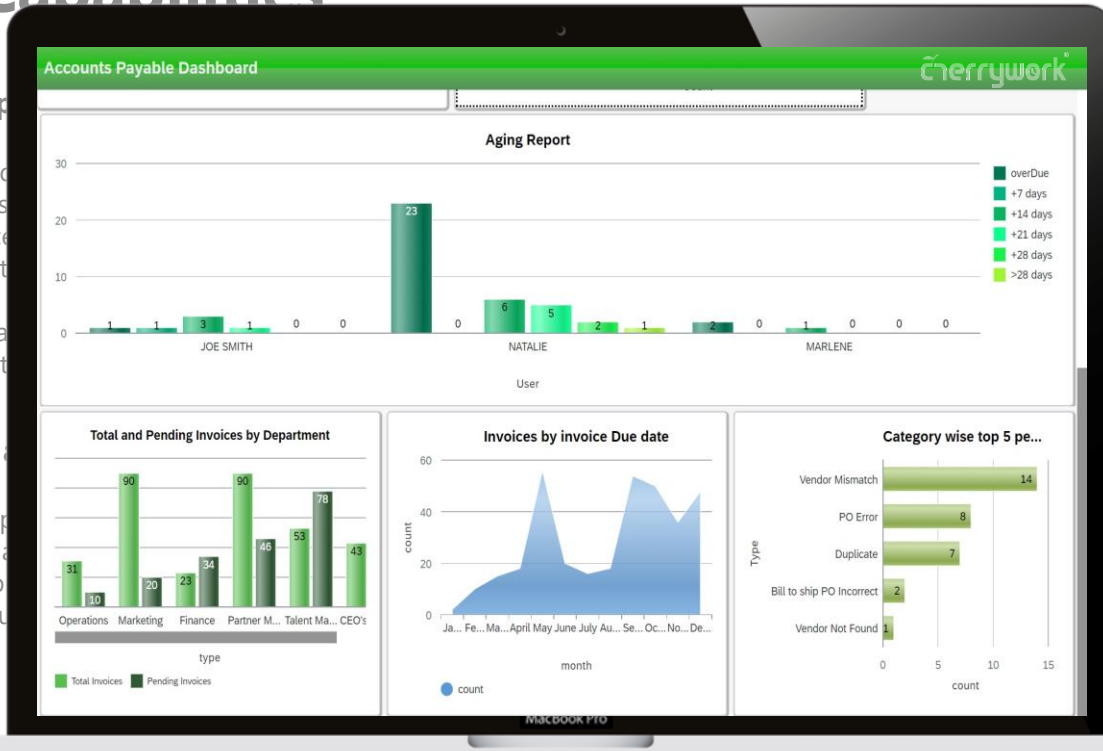 Capabilities
Accounts Payable Dashboard
cherrywork
Aging Report
30
20
10
0
23
1 1 3 1 0 0
0 6 5 2 1
2 0 1 0 0 0
JOE SMITH NATALIE MARLENE
User
overDue
+7 days
+14 days
+21 days
+28 days
>28 days
Total and Pending Invoices by Department
31 10 90 20 23 34 90 46 53 78 43
Operations Marketing Finance Partner M... Talent Ma... CEO's
type
Total Invoices Pending Invoices
Invoices by invoice Due date
60
40
20
0
count
Ja... Fe... Ma... April May June July Au... Se... Oc... No... De...
month
count
Category wise top 5 pe...
Type
Vendor Mismatch 14
PO Error 8
Duplicate 7
Bill to ship PO Incorrect 2
Vendor Not Found 1
0 5 10 15
count
MacBook Pro